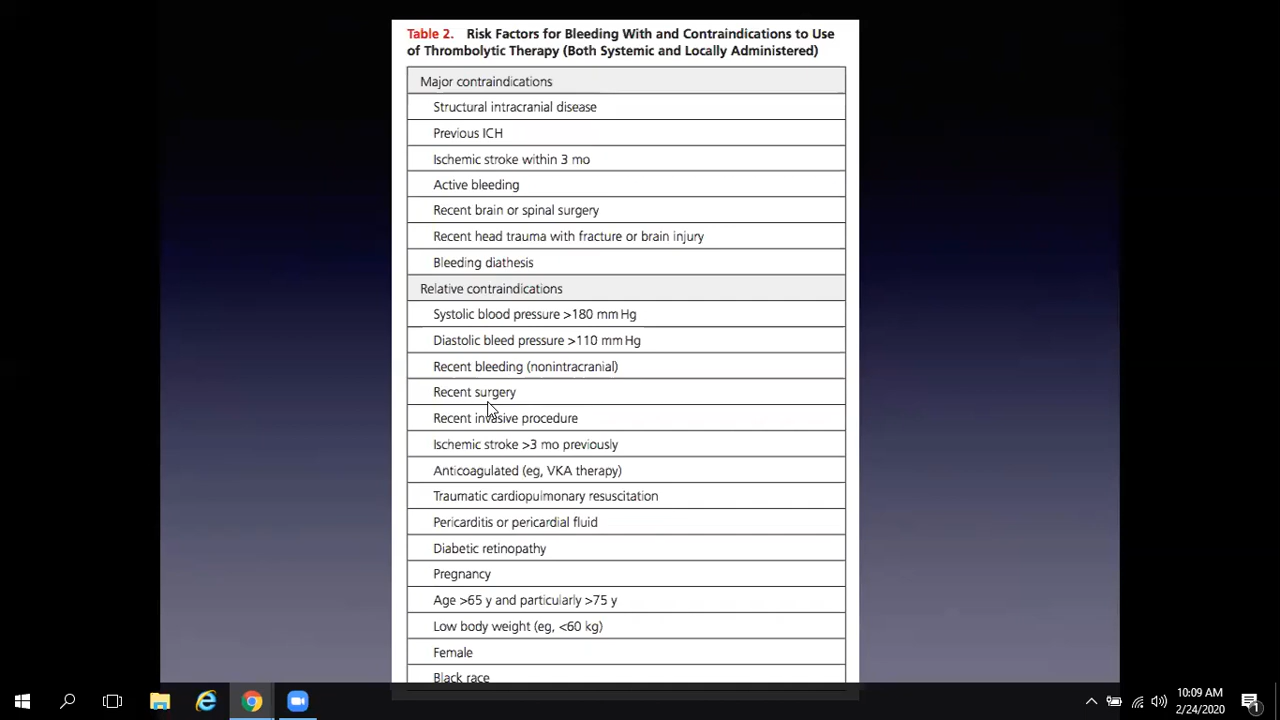 Table 2. Risk Factors for Bleeding With and Contraindications to Use
of Thrombolytic Therapy (Both Systemic and Locally Administered)
Major contraindications
Structural intracranial disease
Previous ICH
Ischemic stroke within 3 mo
Active bleeding
Recent brain or spinal surgery
Recent head trauma with fracture or brain injury
Bleeding diathesis
Relative contraindications
Systolic blood pressure >180 mm Hg
Diastolic bleed pressure >110 mm Hg
Recent bleeding (nonintracranial)
Recent surgery
Recent invasive procedure
Ischemic stroke >3 mo previously
Anticoagulated (eg, VKA therapy)
Traumatic cardiopulmonary resuscitation
Pericarditis or pericardial fluid
Diabetic retinopathy
Pregnancy
Age >65 y and particularly >75 y
Low body weight (eg, <60 kg)
Female
Black race
10:09 AM
2/24/2020
1